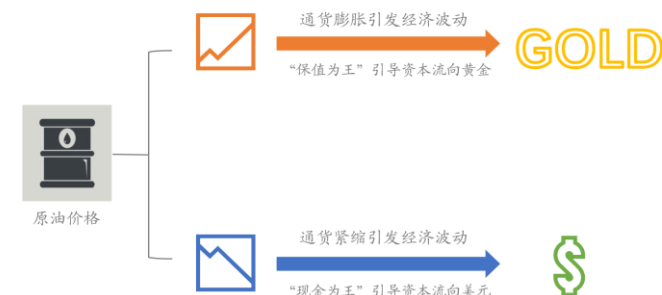 通货膨胀引发经济波动
GOLD
“保值为王”引导资本流向黄金
原油价格
通货紧缩引发经济波动
$
“现金为王”引导资本流向美元